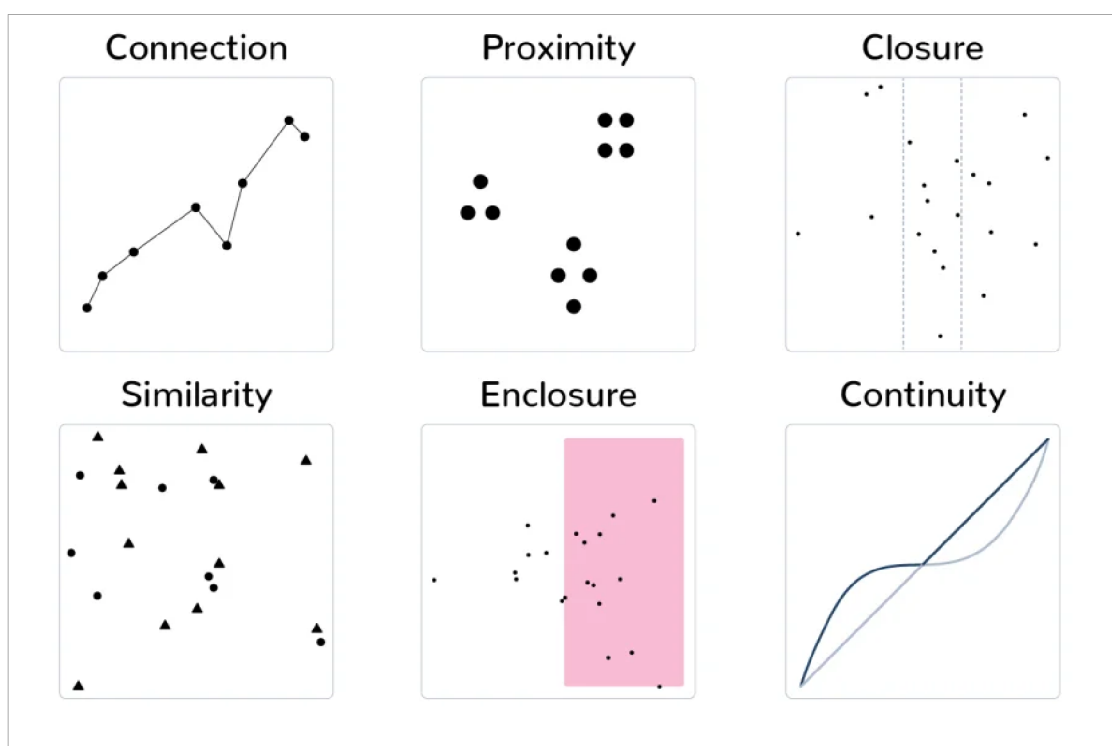 Connection
Proximity
Closure
Similarity
Enclosure
Continuity